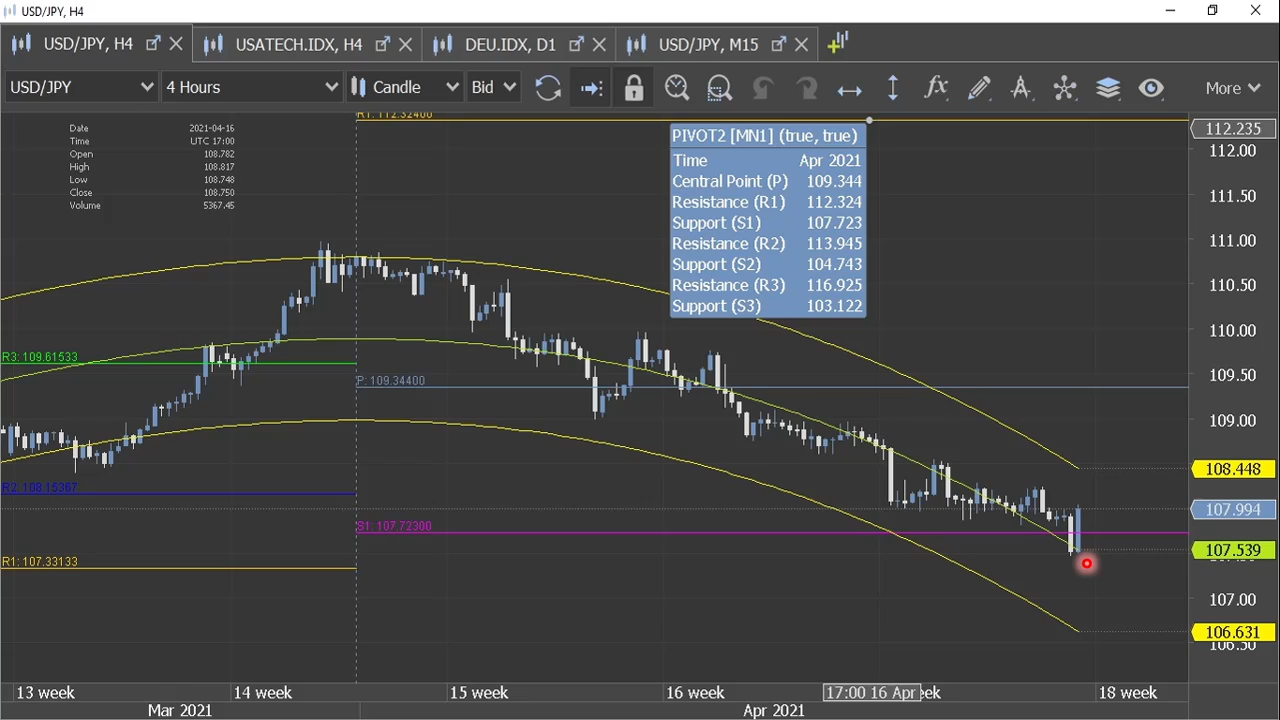 USD/JPY, H4
USD/JPY, H4 USATECH.IDX, H4 DEU.IDX, D1 USD/JPY, M15
USD/JPY 4 Hours Candle Bid More
R1: 112.32400
Date 2021-04-16
Time UTC 17:00
Open 108.782
High 108.817
Low 108.748
Close 108.750
Volume 5367.45
PIVOT2 [MN1] (true, true)
Time Apr 2021
Central Point (P) 109.344
Resistance (R1) 112.324
Support (S1) 107.723
Resistance (R2) 113.945
Support (S2) 104.743
Resistance (R3) 116.925
Support (S3) 103.122
112.235
112.00
111.50
111.00
110.50
110.00
109.50
109.00
108.448
107.994
107.539
107.00
106.631
106.50
R3: 109.61533
P: 109.34400
R2: 108.15367
S1: 107.72300
R1: 107.33133
13 week 14 week 15 week 16 week 17:00 16 Apr ek 18 week
Mar 2021 Apr 2021